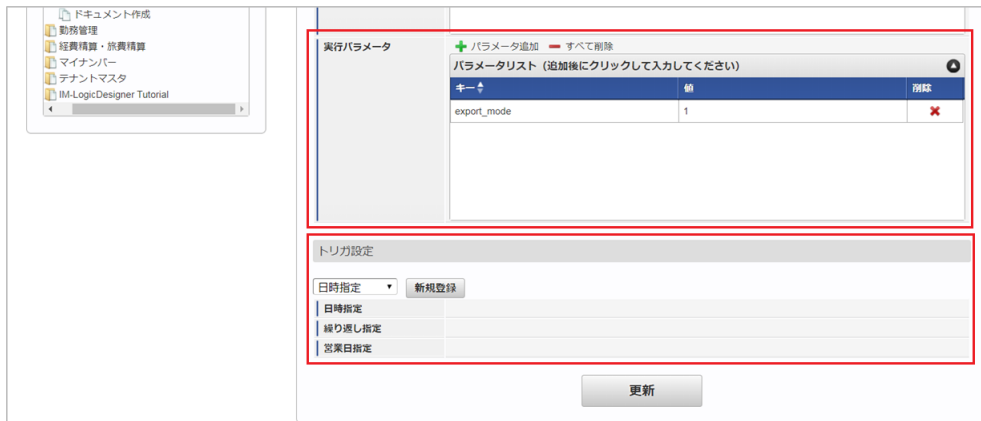 ドキュメント作成
勤務管理
経費精算・旅費精算
マイナンバー
テナントマスタ
IM-LogicDesigner Tutorial
実行パラメータ
パラメータ追加 すべて削除
パラメータリスト（追加後にクリックして入力してください）
キー 値 削除
export_mode 1
トリガ設定
日時指定 新規登録
日時指定
繰り返し指定
営業日指定
更新